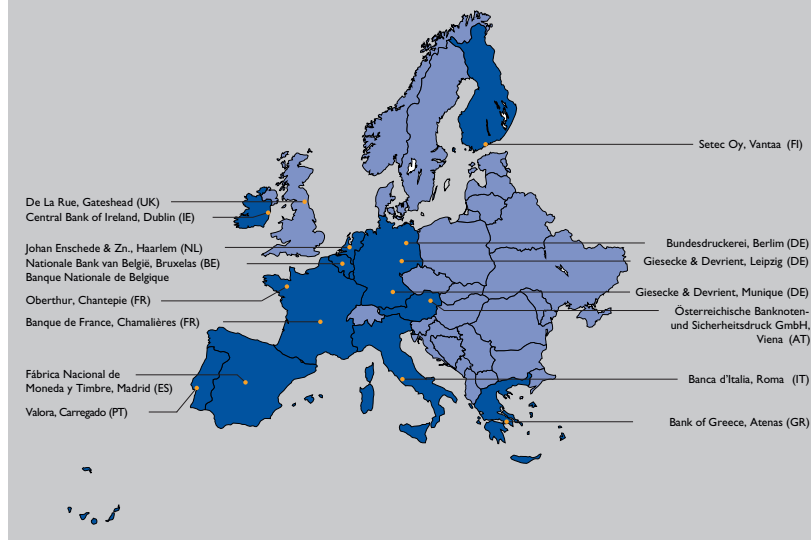 Setec Oy, Vantaa (FI)
De La Rue, Gateshead (UK)
Central Bank of Ireland, Dublin (IE)
Johan Enschede & Zn., Haarlem (NL)
Nationale Bank van België, Bruxelas (BE)
Banque Nationale de Belgique
Oberthur, Chantepie (FR)
Banque de France, Chamalières (FR)
Fábrica Nacional de
Moneda y Timbre, Madrid (ES)
Valora, Carregado (PT)
Bundesdruckerei, Berlim (DE)
Giesecke & Devrient, Leipzig (DE)
Giesecke & Devrient, Munique (DE)
Österreichische Banknoten-
und Sicherheitsdruck GmbH,
Viena (AT)
Banca d'Italia, Roma (IT)
Bank of Greece, Atenas (GR)